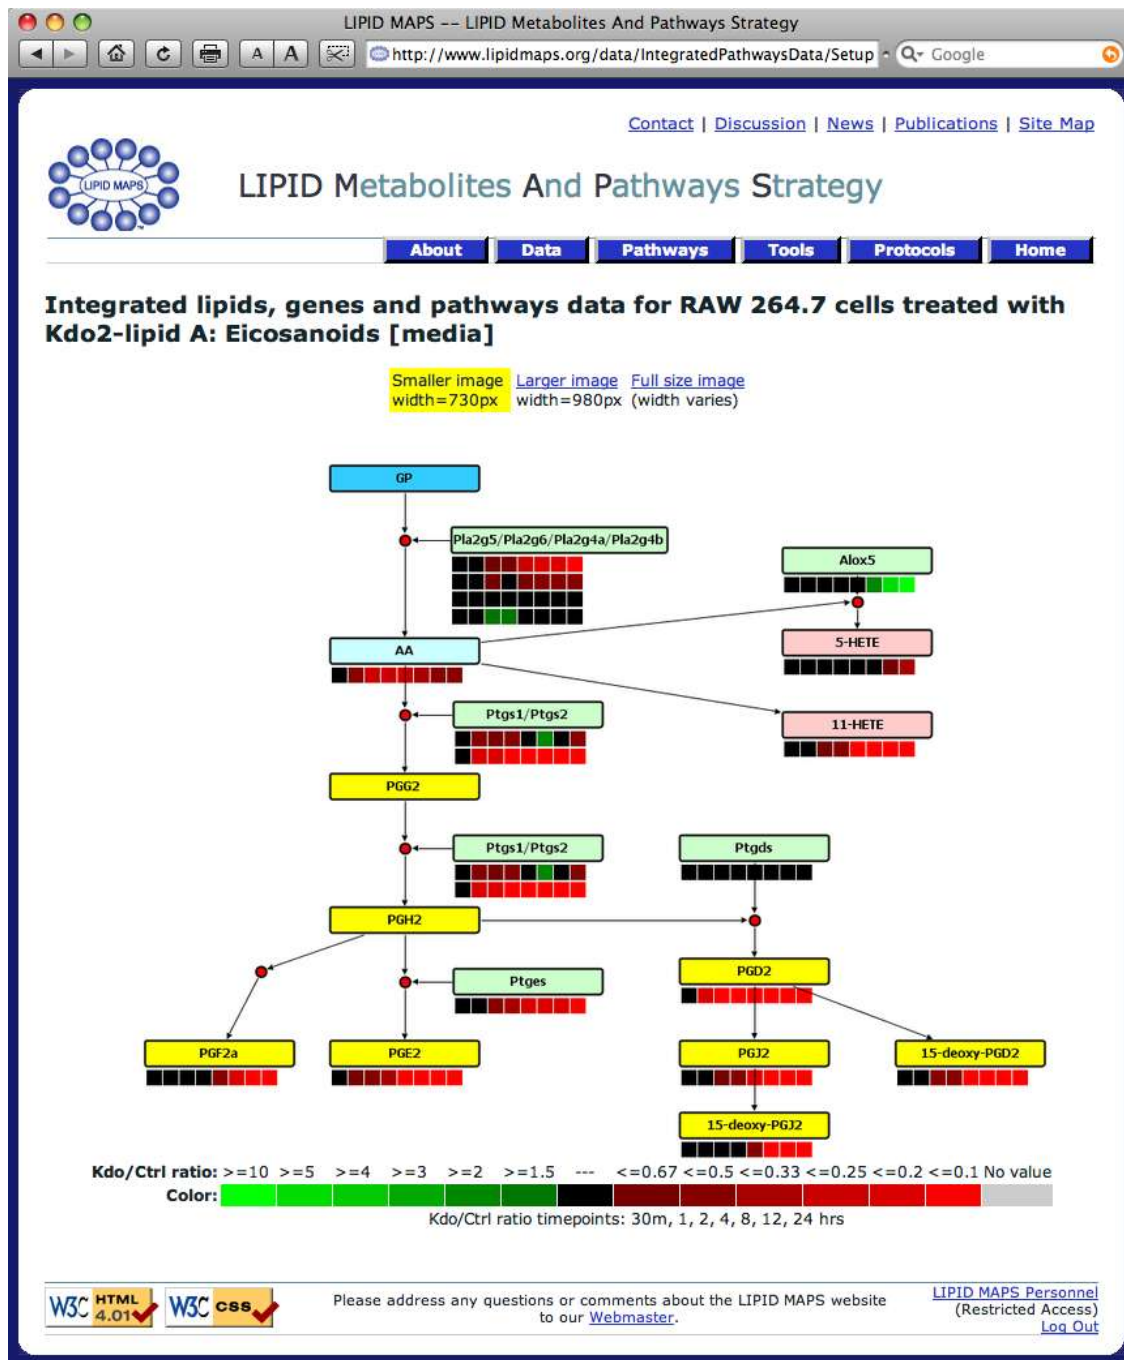 LIPID MAPS -- LIPID Metabolites And Pathways Strategy
A A http://www.lipidmaps.org/data/IntegratedPathwaysData/Setup Google
Contact | Discussion | News | Publications | Site Map
LIPID MAPS
LIPID Metabolites And Pathways Strategy
About Data Pathways Tools Protocols Home
Integrated lipids, genes and pathways data for RAW 264.7 cells treated with
Kdo2-lipid A: Eicosanoids [media]
Smaller image Larger image Full size image
width=730px width=980px (width varies)
GP
Pla2g5/Pla2g6/Pla2g4a/Pla2g4b
Alox5
AA
5-HETE
Ptgs1/Ptgs2
11-HETE
PGG2
Ptgs1/Ptgs2
Ptgds
PGH2
Ptges
PGD2
PGF2a
PGE2
PGJ2
15-deoxy-PGD2
15-deoxy-PGJ2
Kdo/Ctrl ratio: >=10 >=5 >=4 >=3 >=2 >=1.5 --- <=0.67 <=0.5 <=0.33 <=0.25 <=0.2 <=0.1 No value
Color:
Kdo/Ctrl ratio timepoints: 30m, 1, 2, 4, 8, 12, 24 hrs
W3C HTML 4.01
W3C CSS
Please address any questions or comments about the LIPID MAPS website
to our Webmaster.
LIPID MAPS Personnel
(Restricted Access)
Log Out